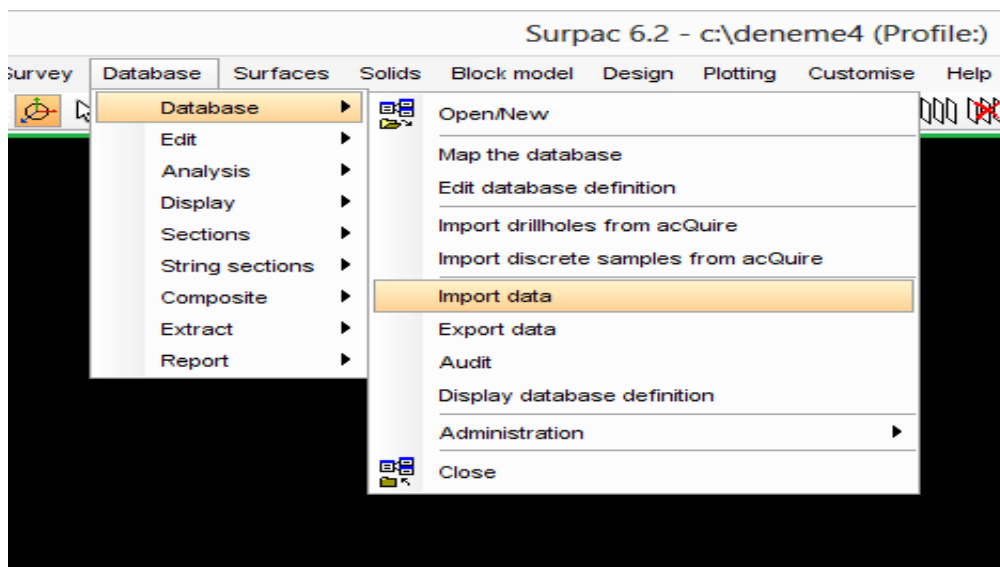 Surpac 6.2 - c:\deneme4 (Profile:)
Survey Database Surfaces Solids Block model Design Plotting Customise Help
Database
Edit
Analysis
Display
Sections
String sections
Composite
Extract
Report
Open/New
Map the database
Edit database definition
Import drillholes from acQuire
Import discrete samples from acQuire
Import data
Export data
Audit
Display database definition
Administration
Close